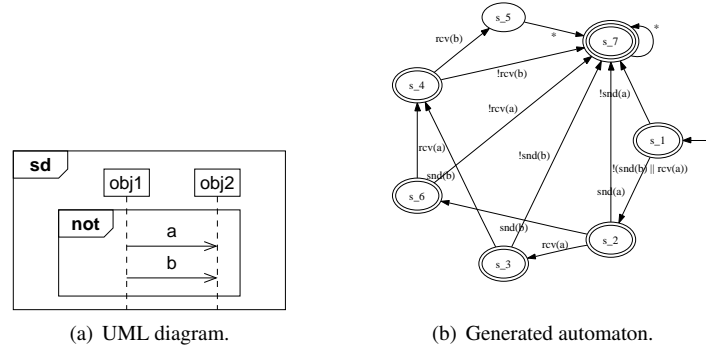 sd
obj1
obj2
not
a
b
(a) UML diagram.
s_5
*
*
s_7
rcv(b)
s_4
!rcv(b)
!rcv(a)
!snd(a)
s_1
rcv(a)
!snd(b)
!(snd(b) || rcv(a))
snd(b)
snd(a)
s_6
snd(b)
s_2
rcv(a)
s_3
(b) Generated automaton.